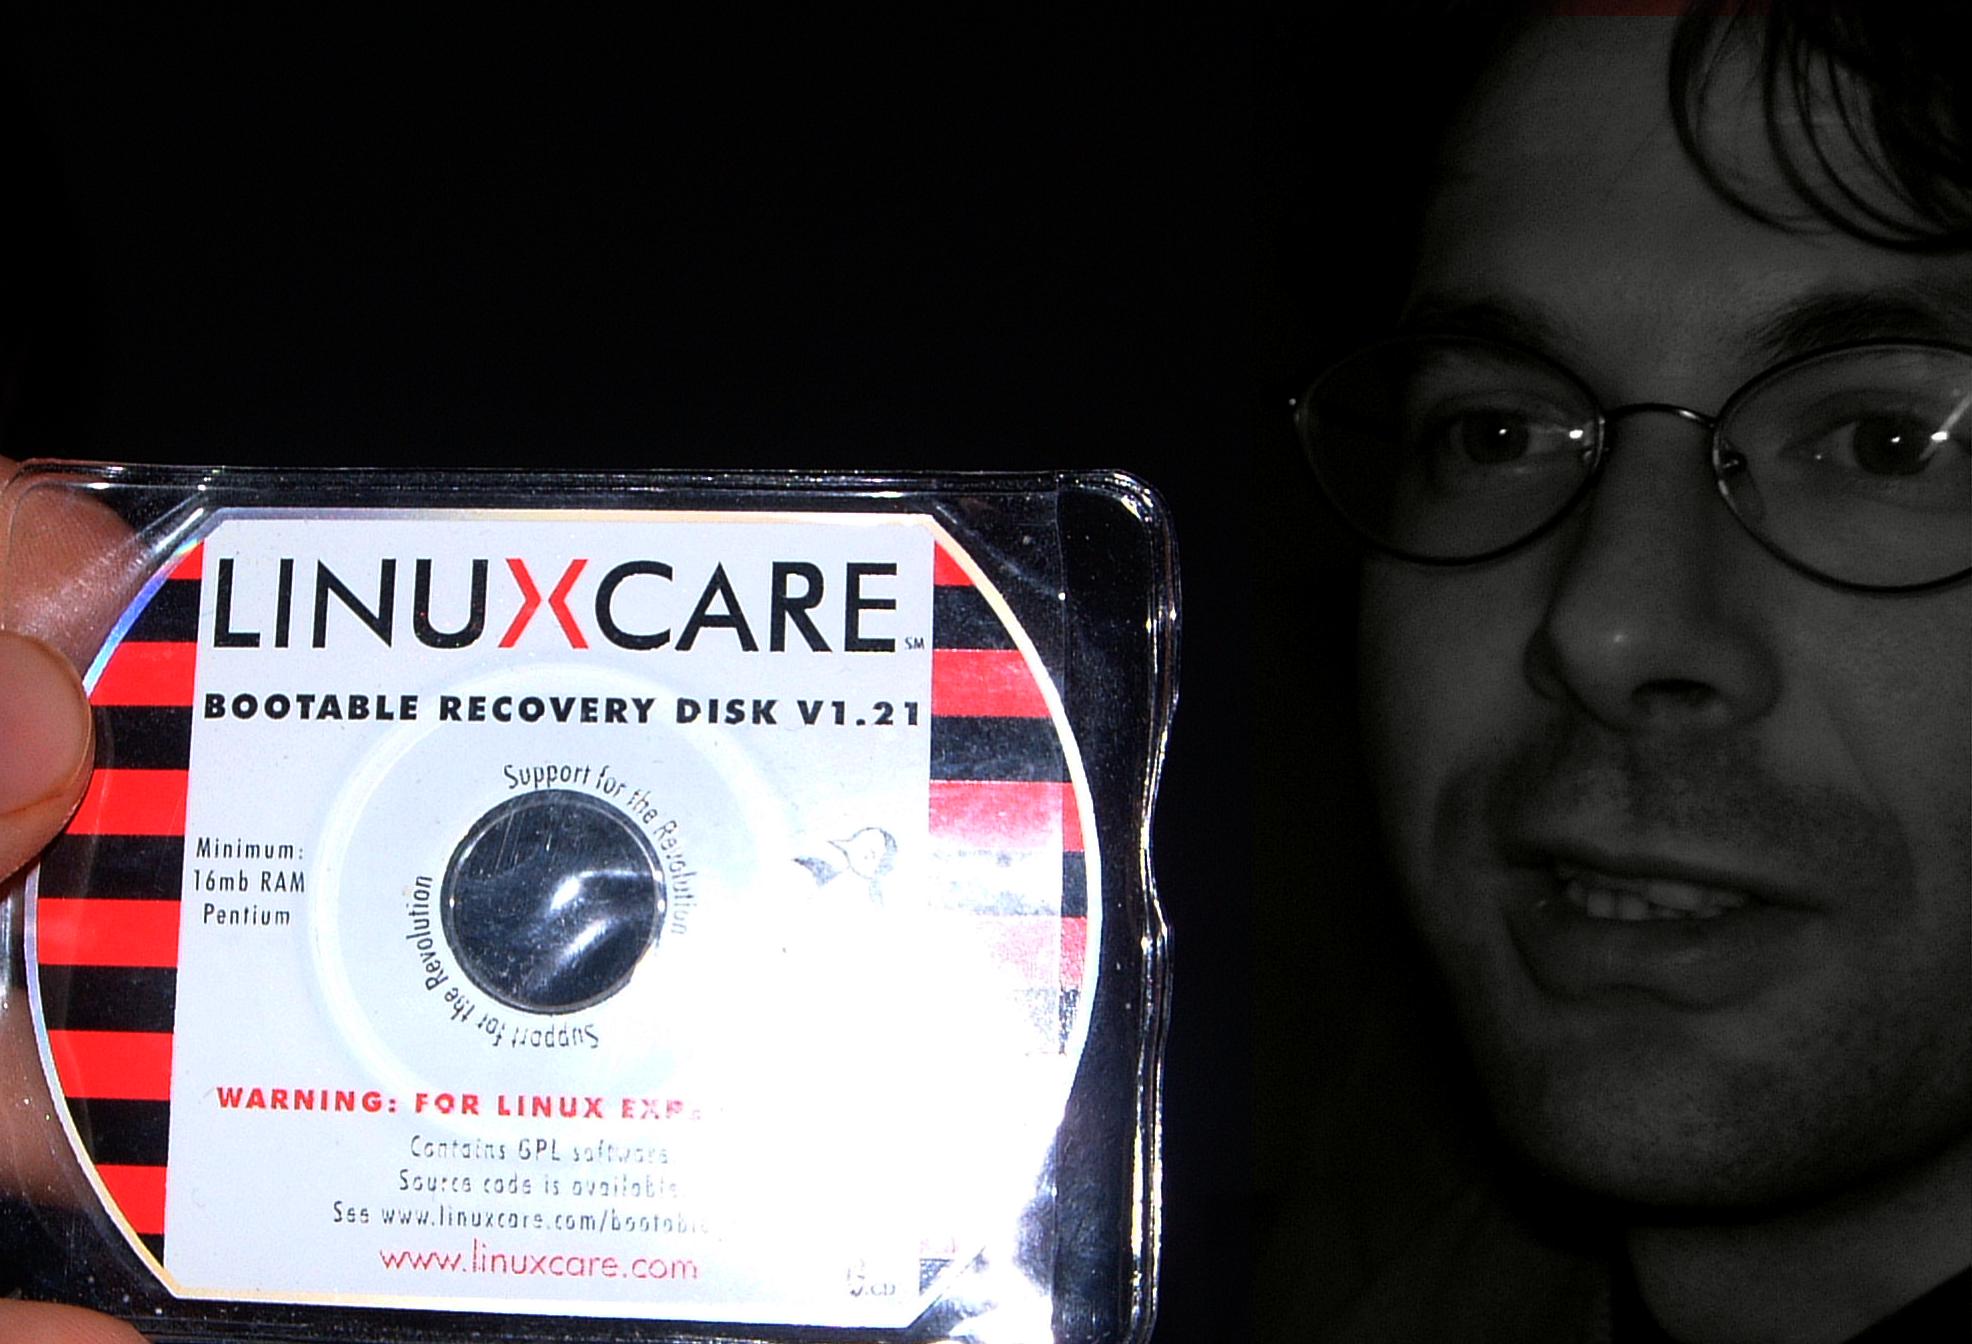 LINUXCARE SM
BOOTABLE RECOVERY DISK V1.21
Support for the Revolution
Minimum:
16mb RAM
Pentium
Support for the Revolution
WARNING: FOR LINUX
Contains GPL software
Source code is available.
See www.linuxcare.com/bootable
www.linuxcare.com